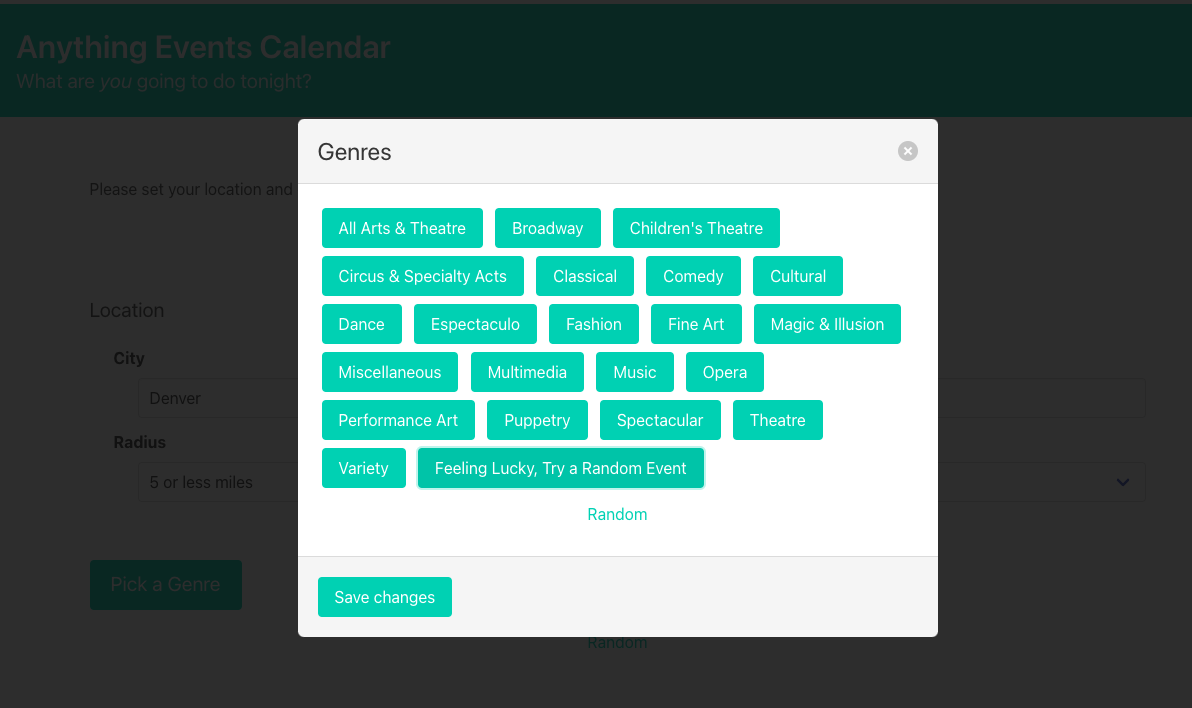 Anything Events Calendar
What are you going to do tonight?
Genres
Please set your location and
All Arts & Theatre Broadway Children's Theatre
Circus & Specialty Acts Classical Comedy Cultural
Location
Dance Espectaculo Fashion Fine Art Magic & Illusion
City
Miscellaneous Multimedia Music Opera
Denver
Performance Art Puppetry Spectacular Theatre
Radius
Variety Feeling Lucky, Try a Random Event
5 or less miles
Random
Pick a Genre
Save changes
Random